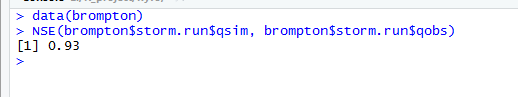 > data(brompton)
> NSE(brompton$storm.run$qsim, brompton$storm.run$qobs)
[1] 0.93
>